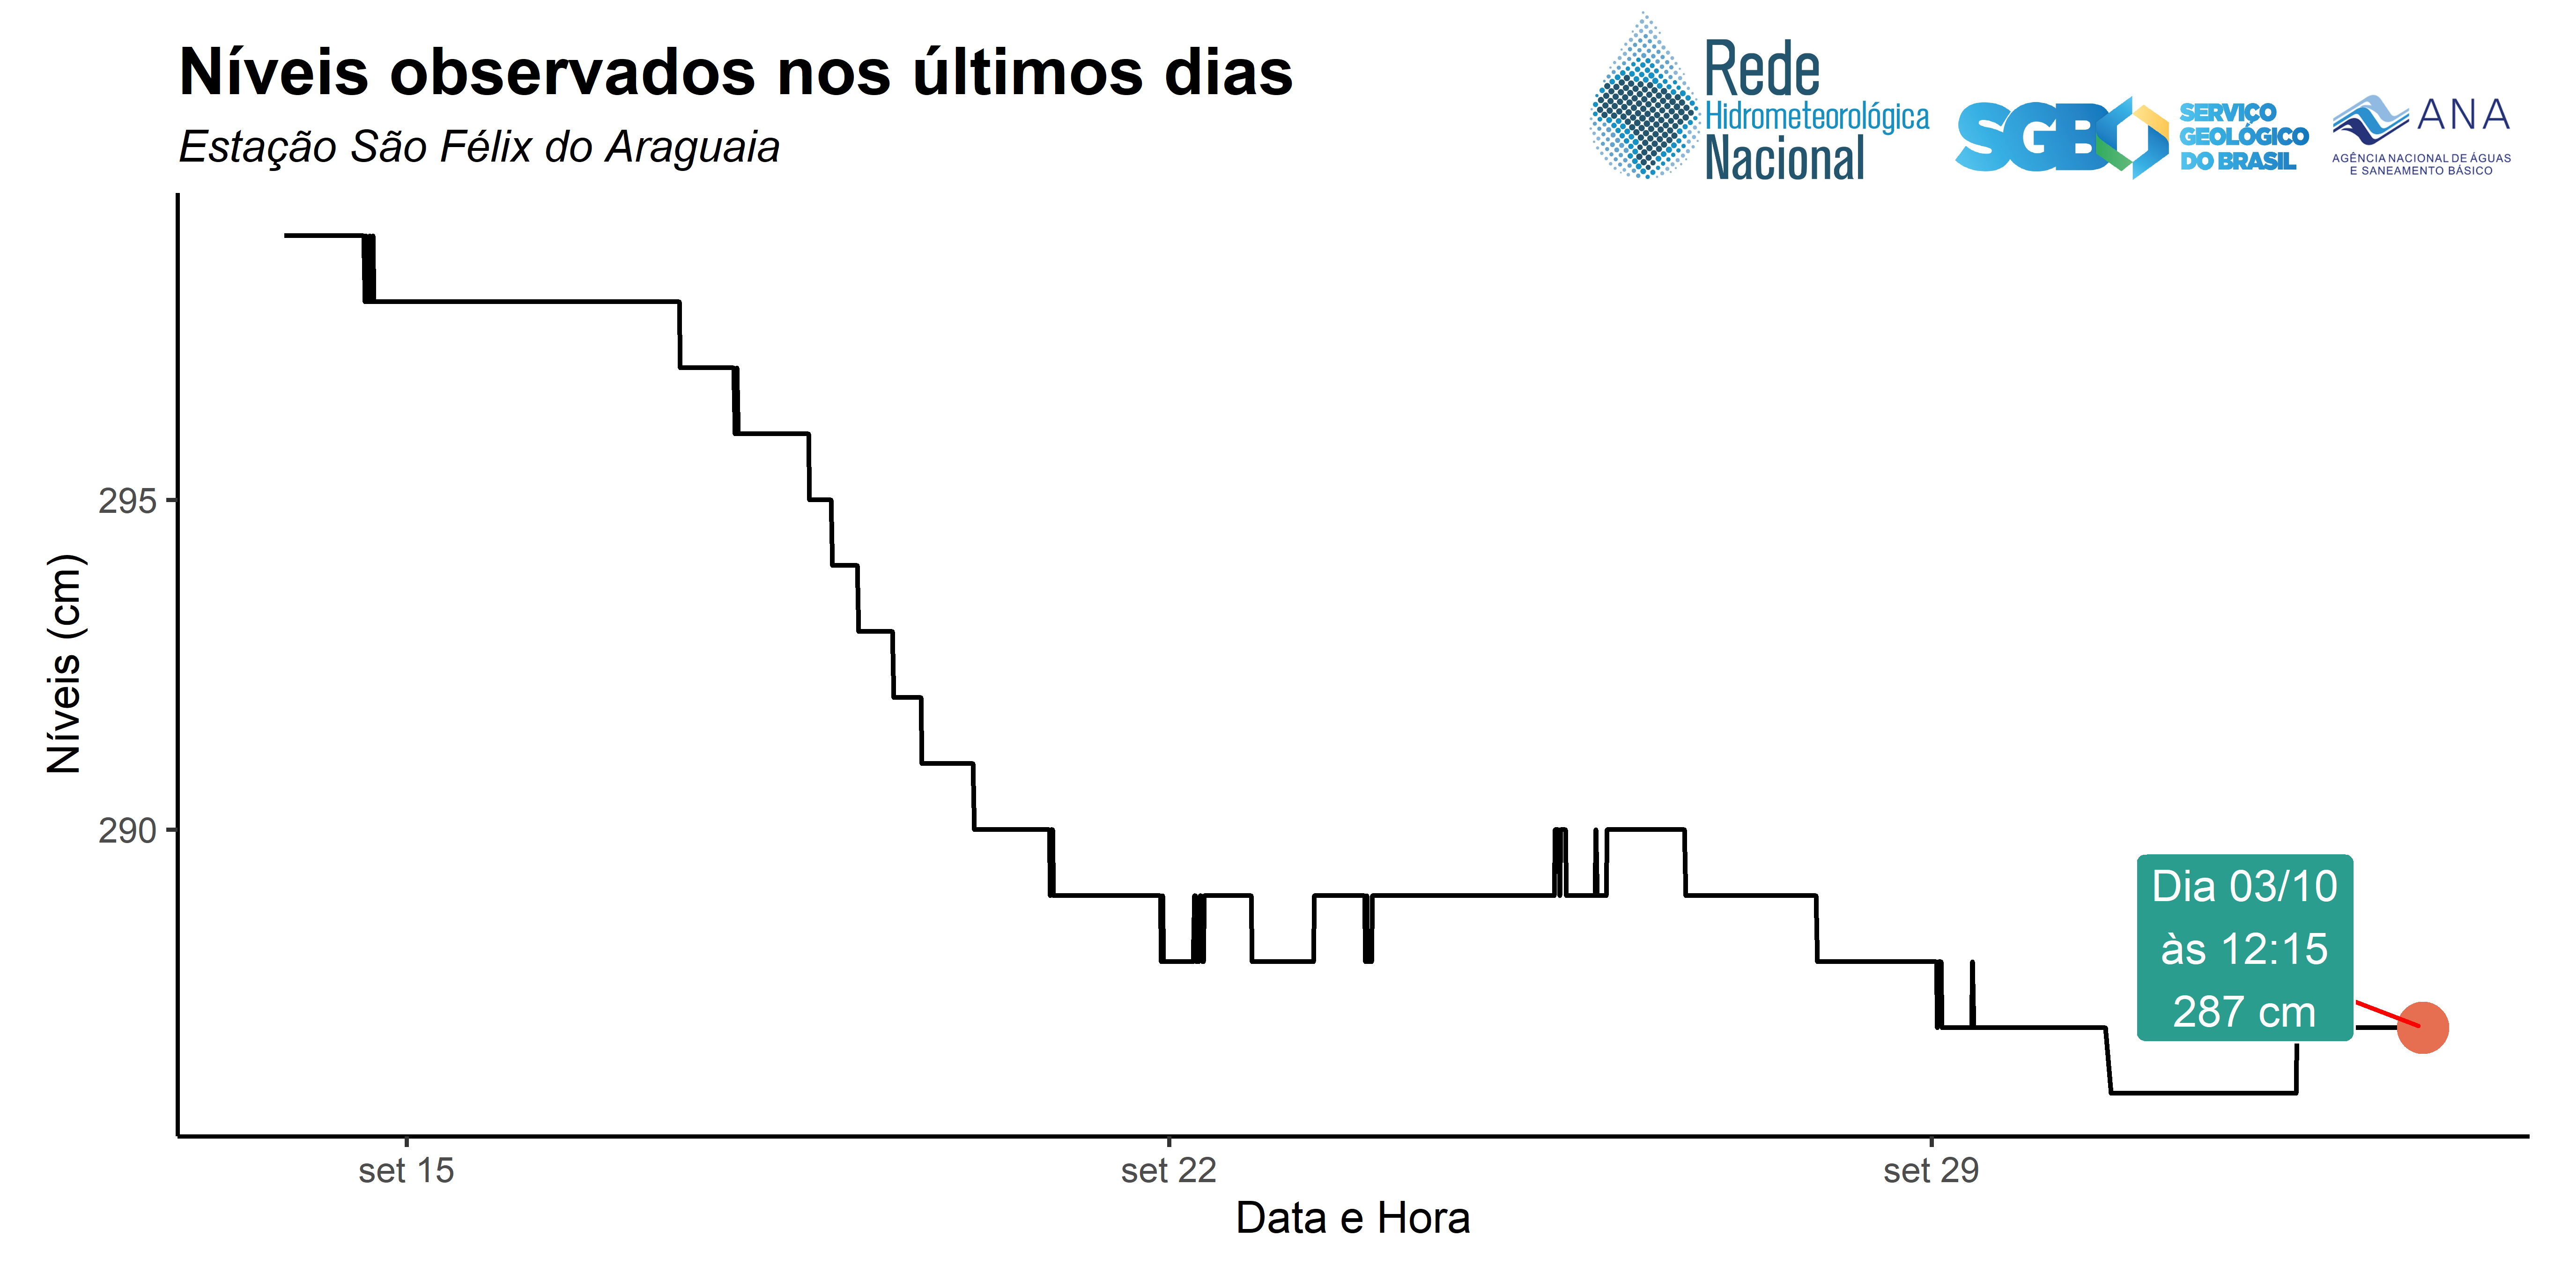 Níveis observados nos últimos dias
Estação São Félix do Araguaia
Rede
Hidrometeorológica
Nacional
SGB
SERVIÇO
GEOLÓGICO
DO BRASIL
ANA
AGÊNCIA NACIONAL DE ÁGUAS
E SANEAMENTO BÁSICO
Níveis (cm)
295
290
Dia 03/10
às 12:15
287 cm
set 15
set 22
set 29
Data e Hora